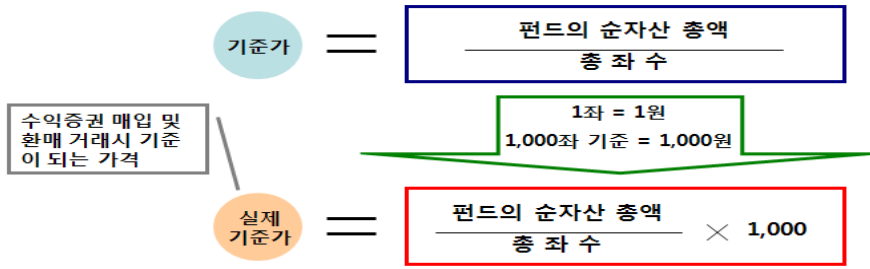 기준가
펀드의 순자산 총액
총 좌 수
1좌 = 1원
1,000좌 기준 = 1,000원
수익증권 매입 및
환매 거래시 기준
이 되는 가격
실제
기준가
펀드의 순자산 총액
총 좌 수
× 1,000